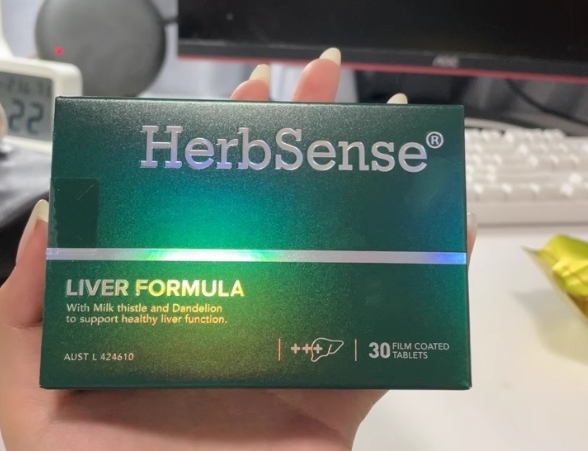 HerbSense®
LIVER FORMULA
With Milk thistle and Dandelion
to support healthy liver function.
AUST L 424610
+++
30 FILM COATED
TABLETS
AOC